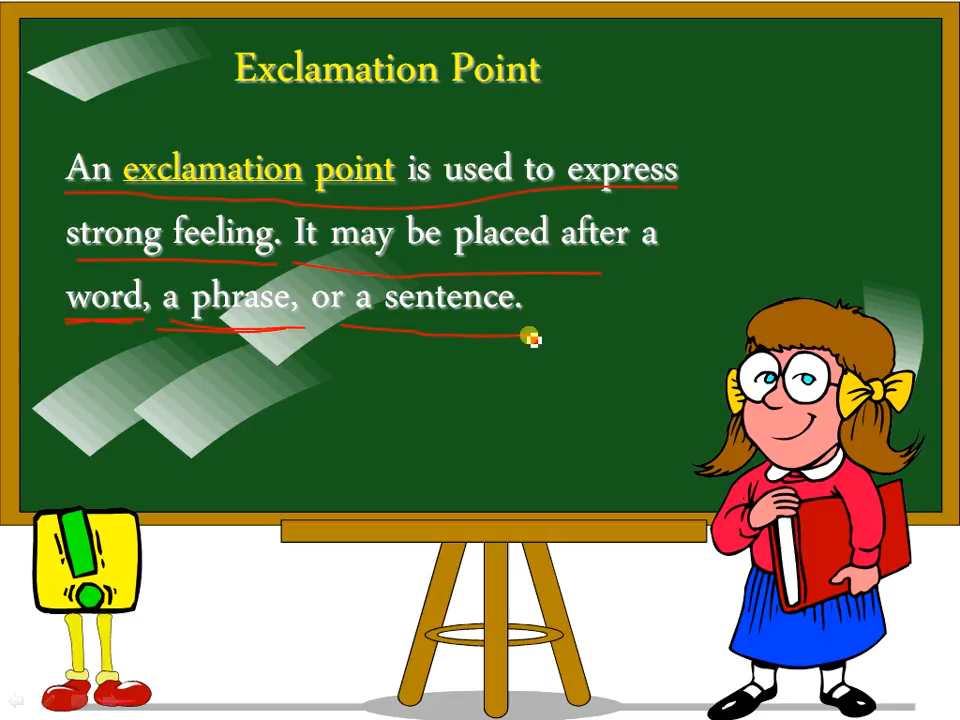 Exclamation Point
An exclamation point is used to express
strong feeling. It may be placed after a
word, a phrase, or a sentence.
!